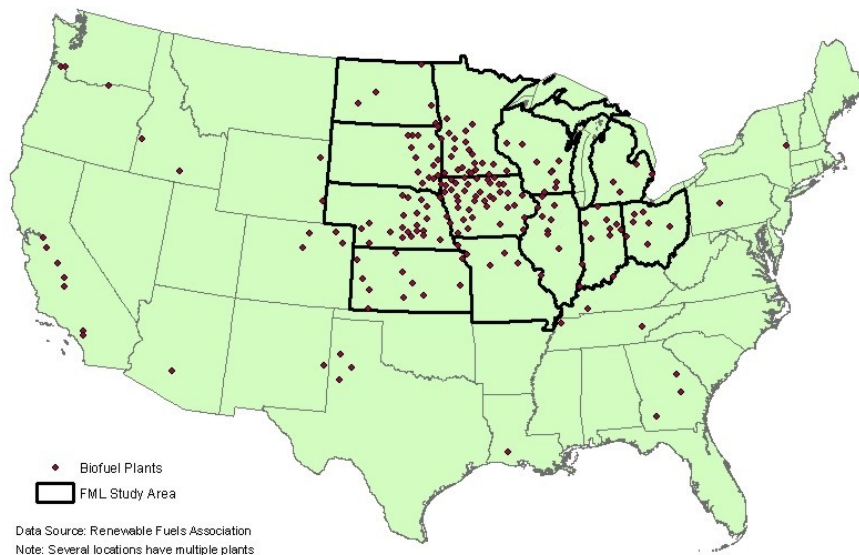 Biofuel Plants
FML Study Area
Data Source: Renewable Fuels Association
Note: Several locations have multiple plants